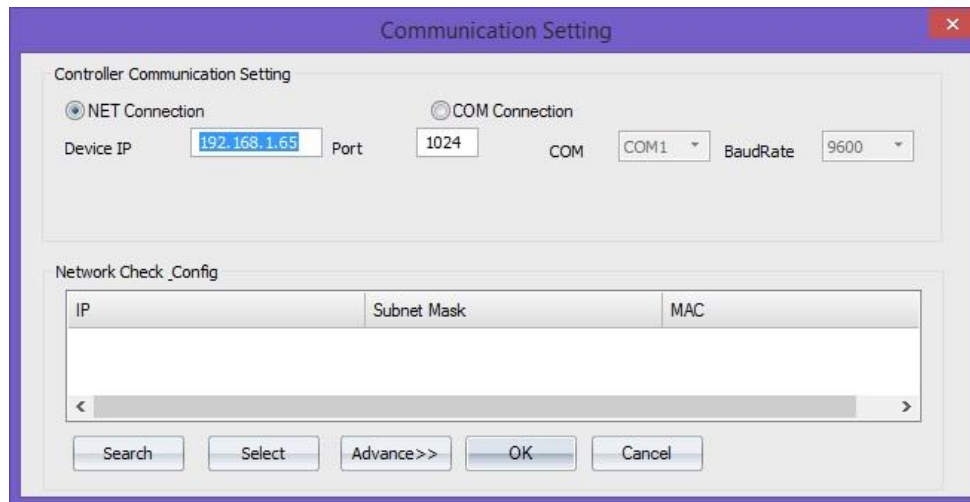 Communication Setting
Controller Communication Setting
NET Connection COM Connection
Device IP 192.168.1.65 Port 1024 COM COM1 BaudRate 9600
Network Check _Config
IP Subnet Mask MAC
Search Select Advance>> OK Cancel